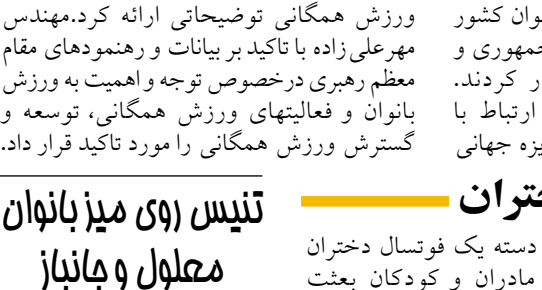 وان کشور
جمهوری و
ر کردند.
ارتباط با
یزه جهانی
ختران
دسته یک فوتسال دختران
مادران و کودکان بعثت
ورزش همگانی توضیحاتی ارائه کرد.مهندس
مهرعلی‌زاده با تاکید بر بیانات و رهنمودهای مقام
معظم رهبری درخصوص توجه واهمیت به ورزش
بانوان و فعالیتهای ورزش همگانی، توسعه و
گسترش ورزش همگانی را مورد تاکید قرار داد.
تنیس روی میز بانوان
معلول و جانباز